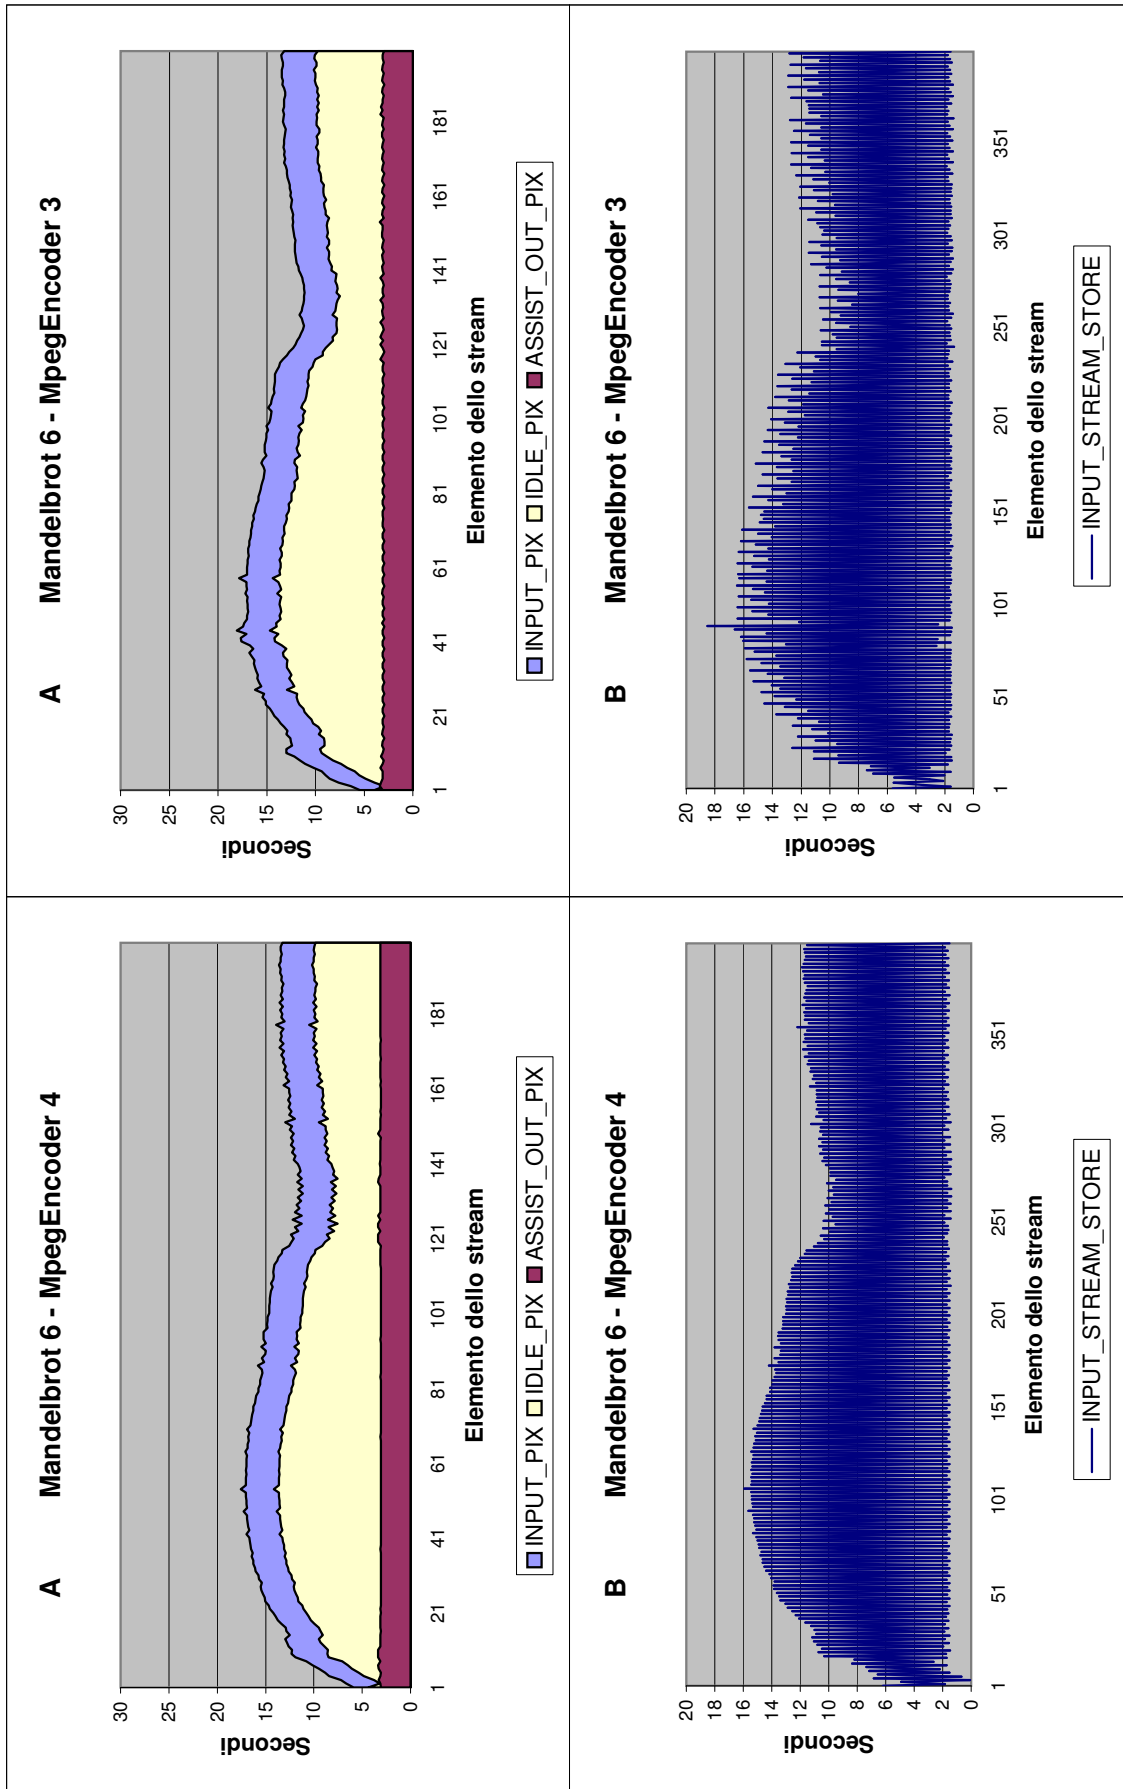 A Mandelbrot 6 - MpegEncoder 4
30
25
20
15
10
5
0
Secondi
1 21 41 61 81 101 121 141 161 181
Elemento dello stream
INPUT_PIX IDLE_PIX ASSIST_OUT_PIX
A Mandelbrot 6 - MpegEncoder 3
30
25
20
15
10
5
0
Secondi
1 21 41 61 81 101 121 141 161 181
Elemento dello stream
INPUT_PIX IDLE_PIX ASSIST_OUT_PIX
B Mandelbrot 6 - MpegEncoder 4
20
18
16
14
12
10
8
6
4
2
0
Secondi
1 51 101 151 201 251 301 351
Elemento dello stream
INPUT_STREAM_STORE
B Mandelbrot 6 - MpegEncoder 3
20
18
16
14
12
10
8
6
4
2
0
Secondi
1 51 101 151 201 251 301 351
Elemento dello stream
INPUT_STREAM_STORE